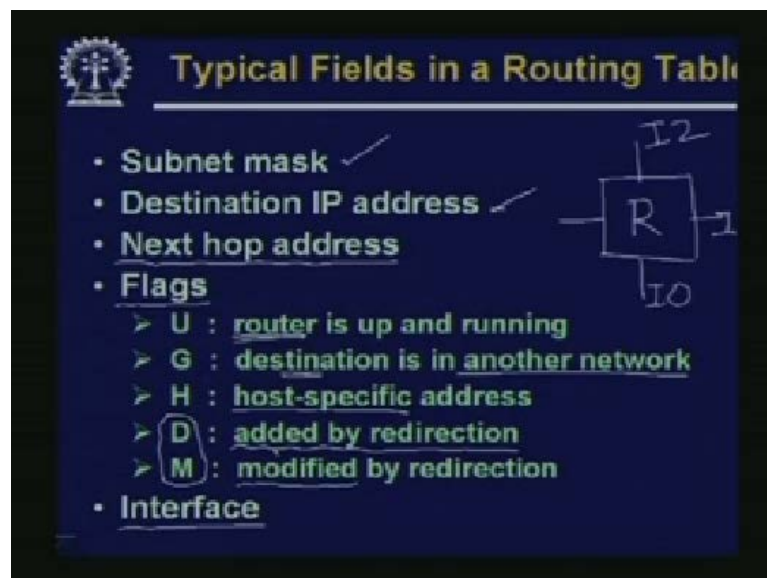 Typical Fields in a Routing Tabl
• Subnet mask
I2
• Destination IP address
R
I
• Next hop address
• Flags
I0
➢ U : router is up and running
➢ G : destination is in another network
➢ H : host-specific address
➢ D : added by redirection
➢ M : modified by redirection
• Interface